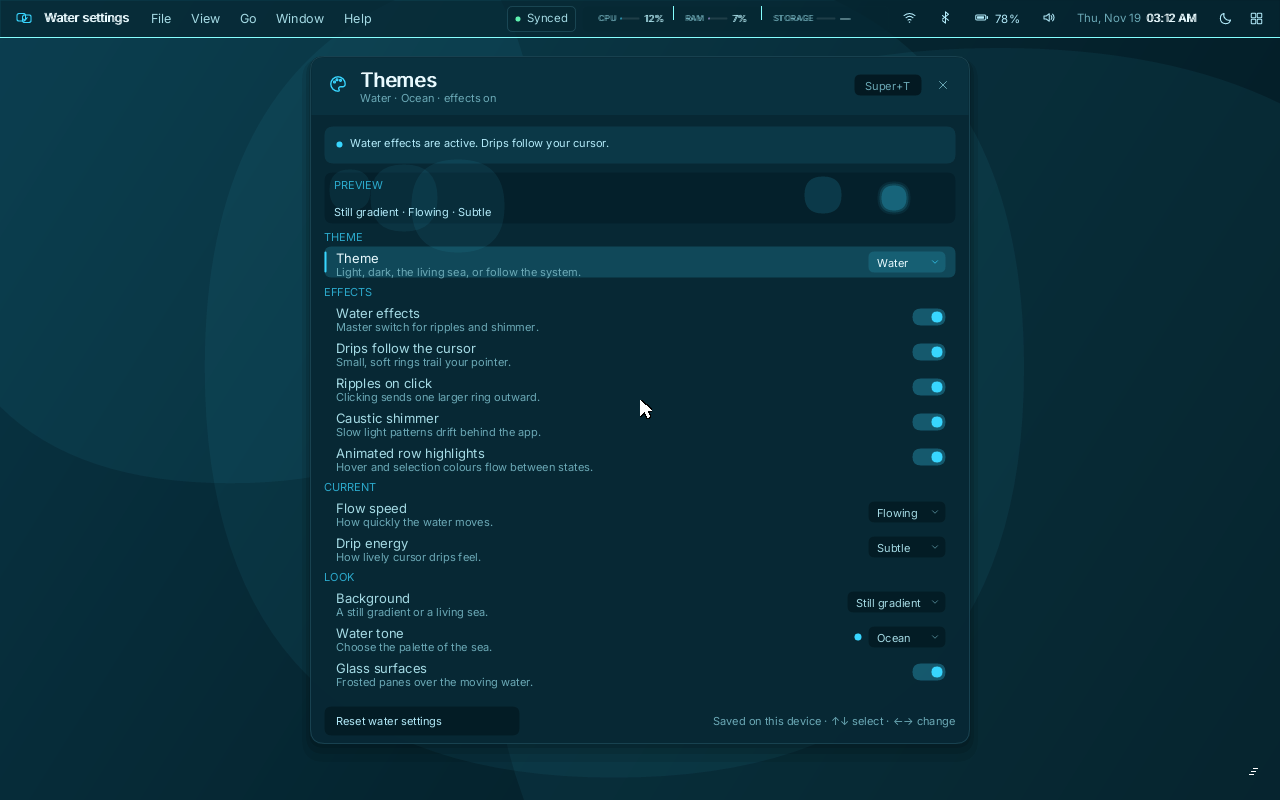 Water settings File View Go Window Help Synced CPU 12% RAM 7% STORAGE — 78% Thu, Nov 19 03:12 AM
Themes
Water · Ocean · effects on
Super+T
Water effects are active. Drips follow your cursor.
PREVIEW
Still gradient · Flowing · Subtle
THEME
Theme
Water
Light, dark, the living sea, or follow the system.
EFFECTS
Water effects
Master switch for ripples and shimmer.
Drips follow the cursor
Small, soft rings trail your pointer.
Ripples on click
Clicking sends one larger ring outward.
Caustic shimmer
Slow light patterns drift behind the app.
Animated row highlights
Hover and selection colours flow between states.
CURRENT
Flow speed
Flowing
How quickly the water moves.
Drip energy
Subtle
How lively cursor drips feel.
LOOK
Background
Still gradient
A still gradient or a living sea.
Water tone
Ocean
Choose the palette of the sea.
Glass surfaces
Frosted panes over the moving water.
Reset water settings
Saved on this device · ↑↓ select · ←→ change